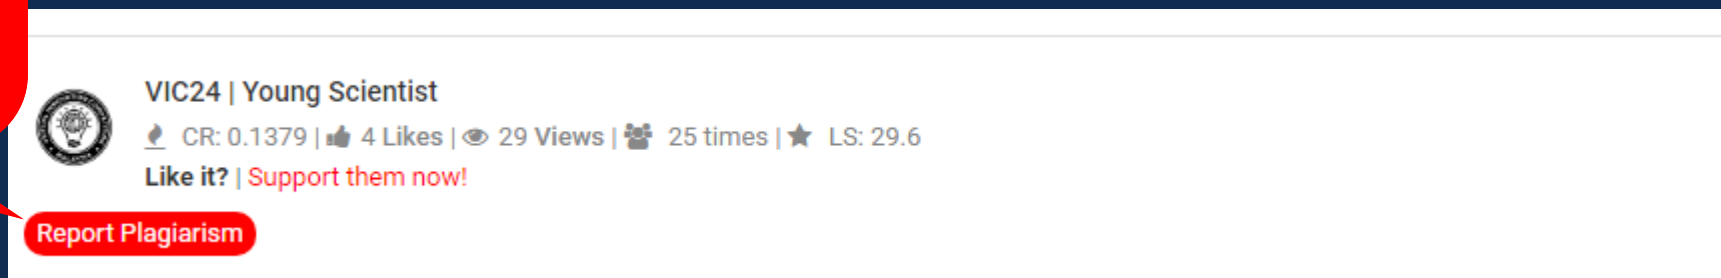 VIC24 | Young Scientist
CR: 0.1379 | 4 Likes | 29 Views | 25 times | LS: 29.6
Like it? | Support them now!
Report Plagiarism